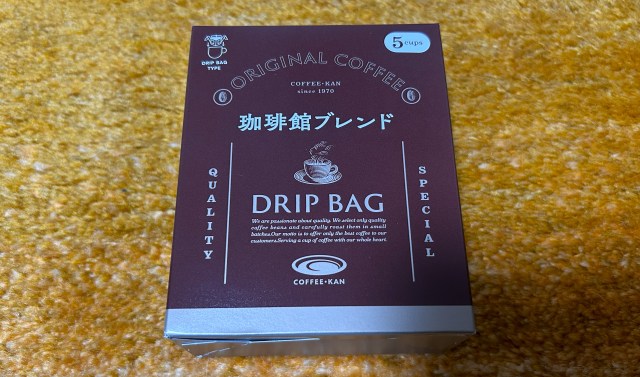 DRIP BAG
TYPE
5 cups
ORIGINAL COFFEE
COFFEE・KAN
since 1970
珈琲館ブレンド
QUALITY
SPECIAL
DRIP BAG
We are passionate about quality. We select only quality
coffee beans and carefully roast them in small
batches.Our motto is to offer only the best coffee to our
customers.Serving a cup of coffee with our whole heart.
COFFEE・KAN